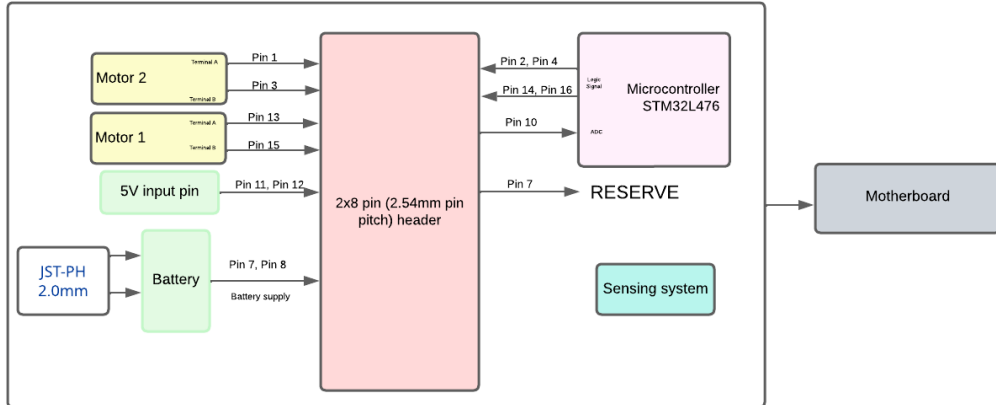 Motor 2
Terminal A
Terminal B
Pin 1
Pin 3
Motor 1
Terminal A
Terminal B
Pin 13
Pin 15
5V input pin
Pin 11, Pin 12
JST-PH
2.0mm
Battery
Pin 7, Pin 8
Battery supply
2x8 pin (2.54mm pin
pitch) header
Pin 2, Pin 4
Pin 14, Pin 16
Pin 10
Logic
Signal
ADC
Microcontroller
STM32L476
Pin 7
RESERVE
Sensing system
Motherboard